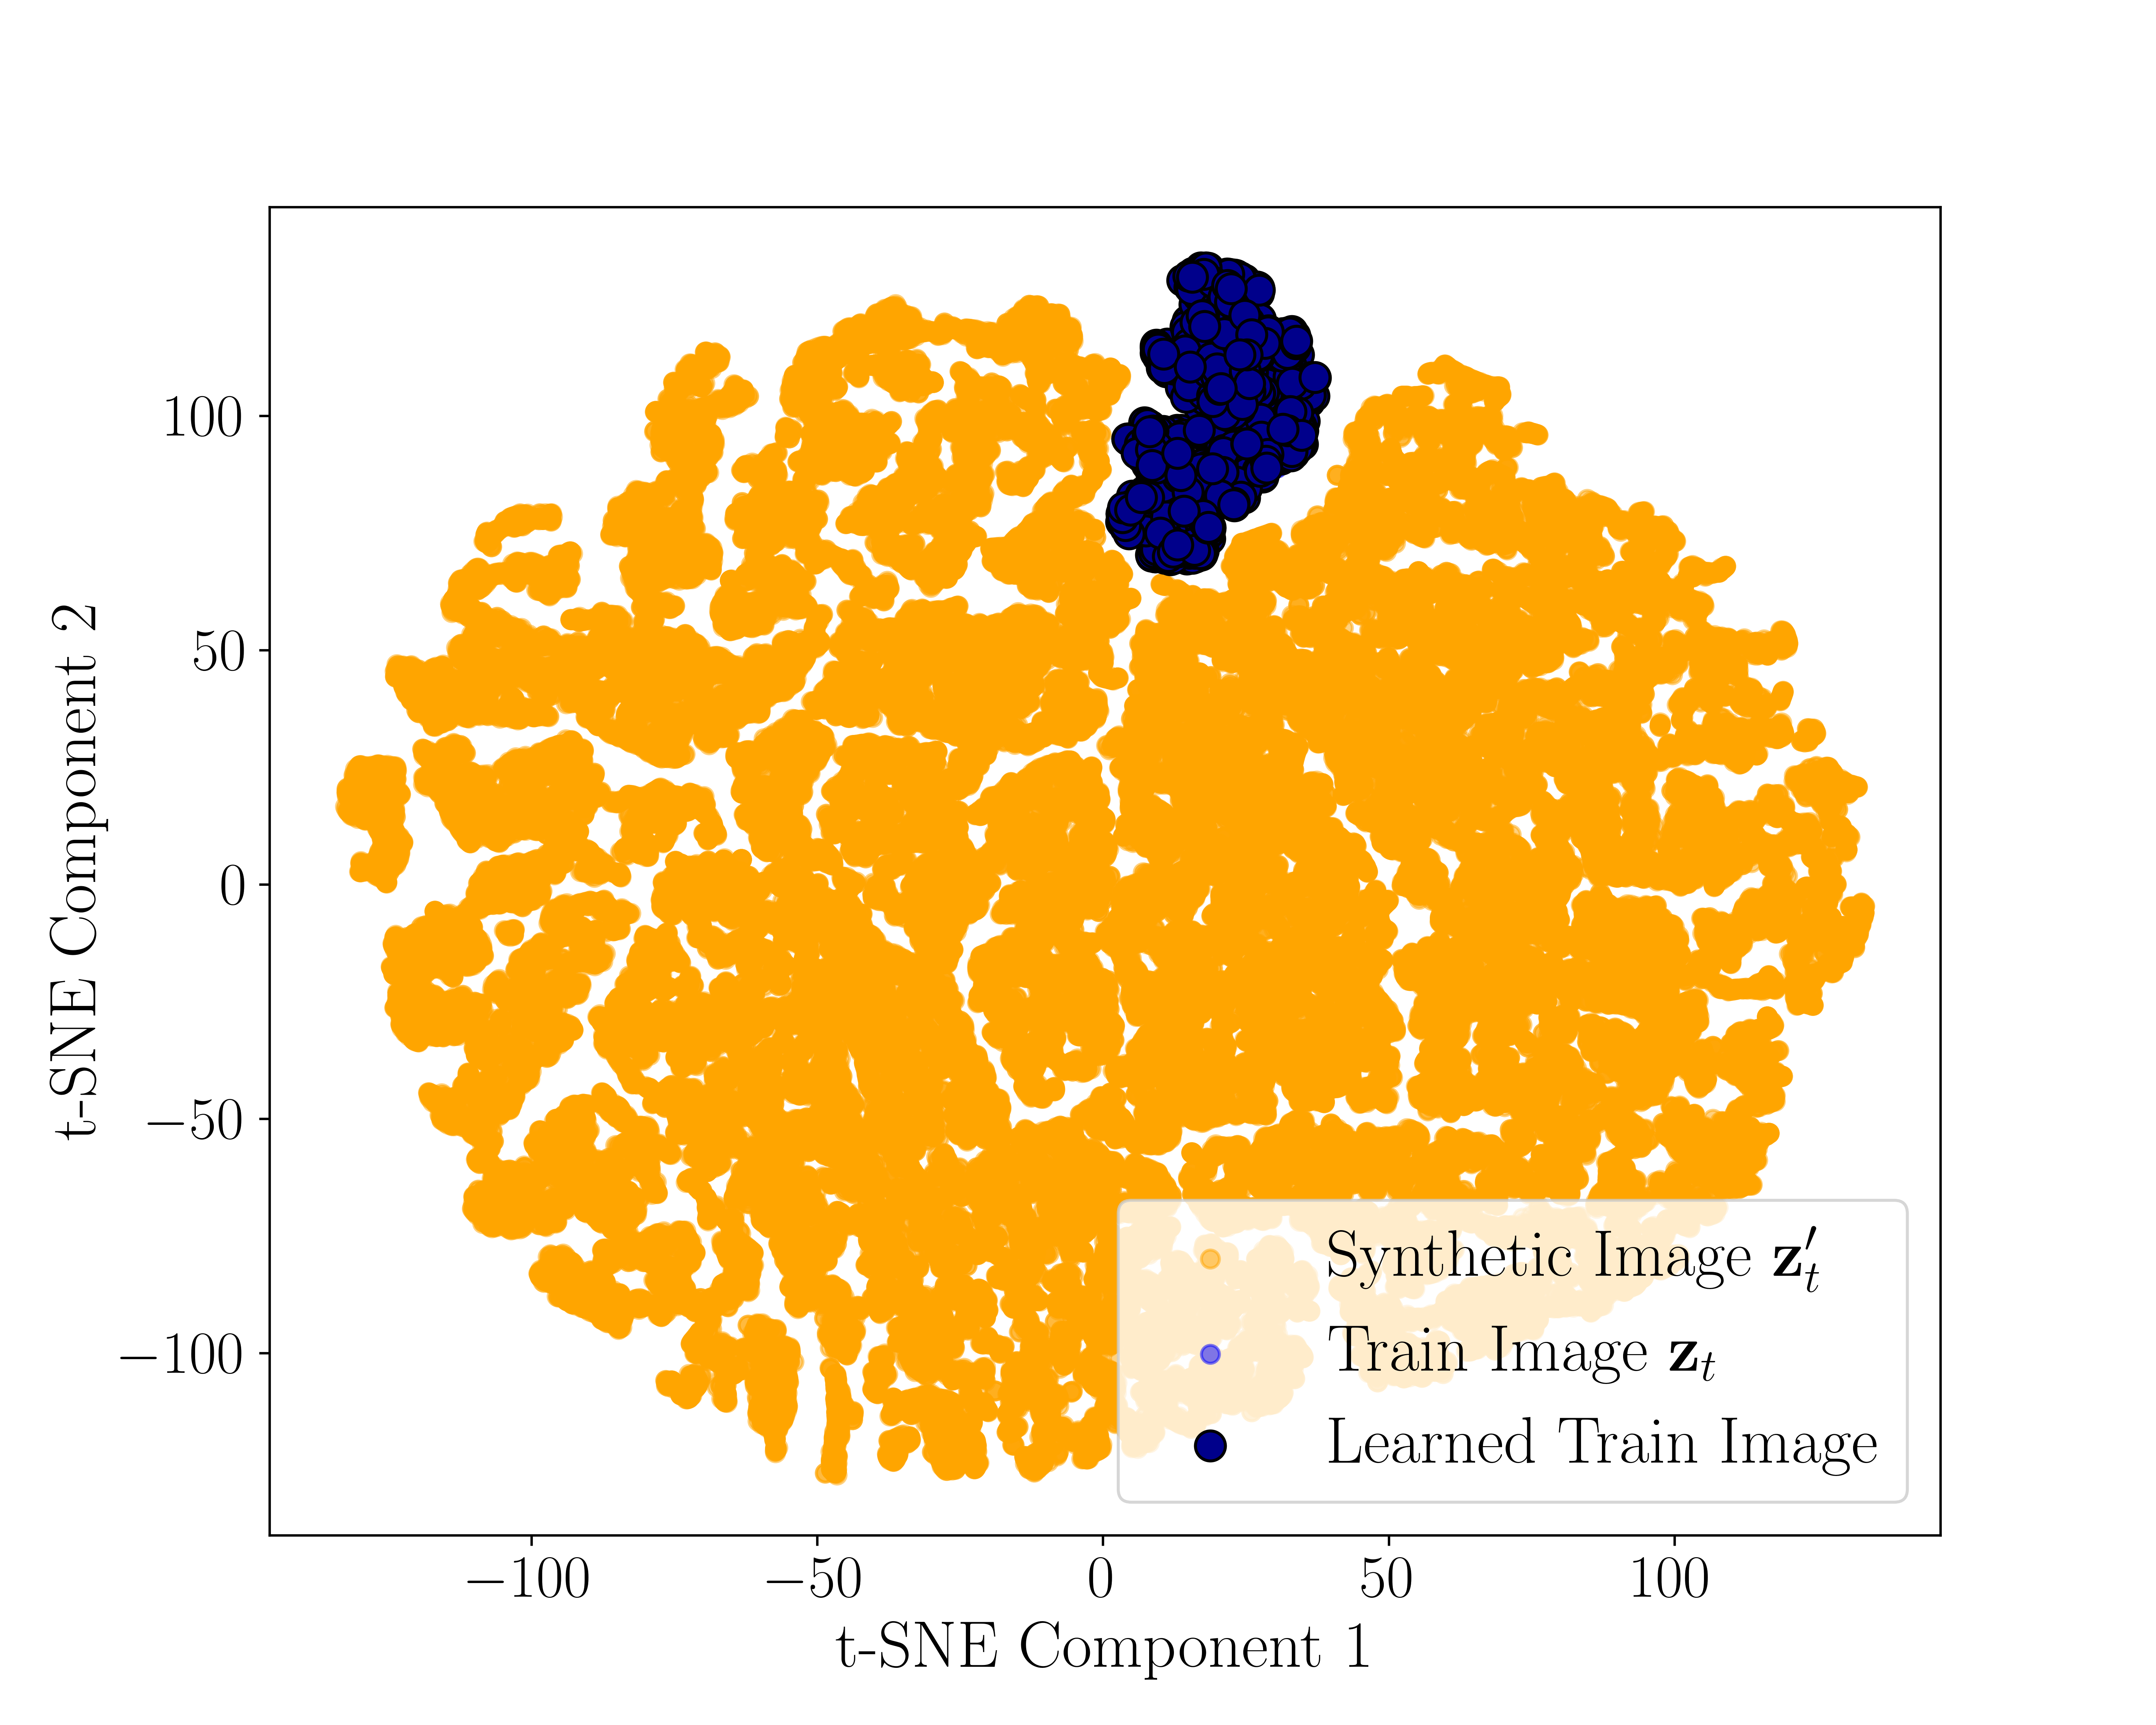 t-SNE Component 2
100
50
0
−50
−100
Synthetic Image z′ₜ
Train Image zₜ
Learned Train Image
−100 −50 0 50 100
t-SNE Component 1